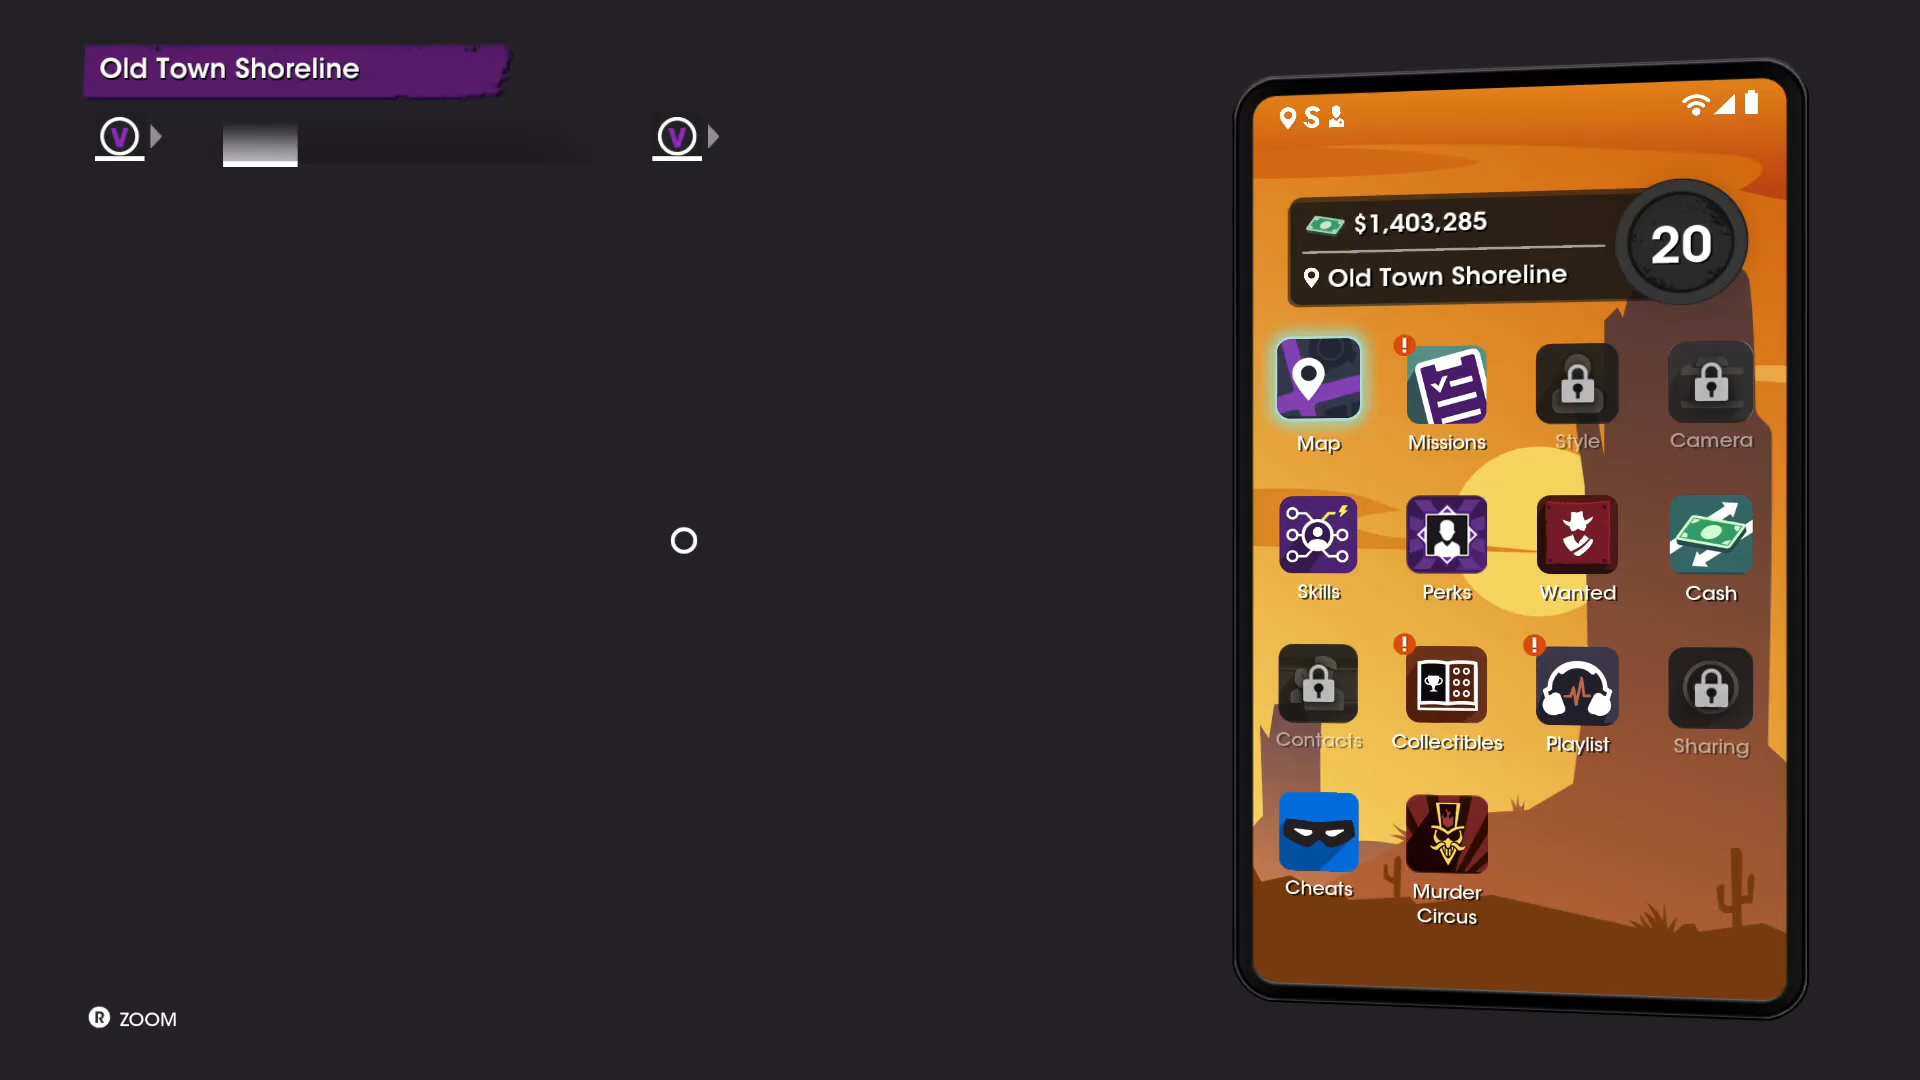 Old Town Shoreline
V
V
$1,403,285
20
Old Town Shoreline
Map
Missions
Style
Camera
Skills
Perks
Wanted
Cash
Contacts
Collectibles
Playlist
Sharing
Cheats
Murder
Circus
R ZOOM